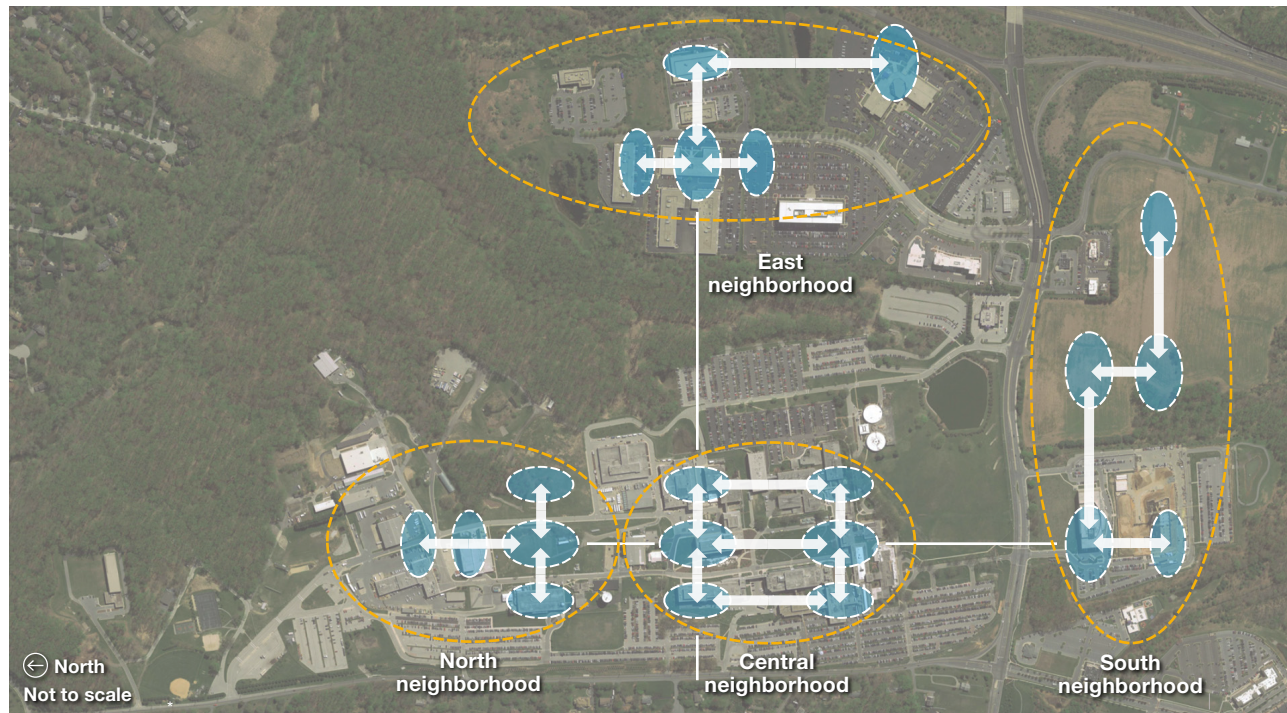 East
neighborhood
North
neighborhood
Central
neighborhood
South
neighborhood
North
Not to scale